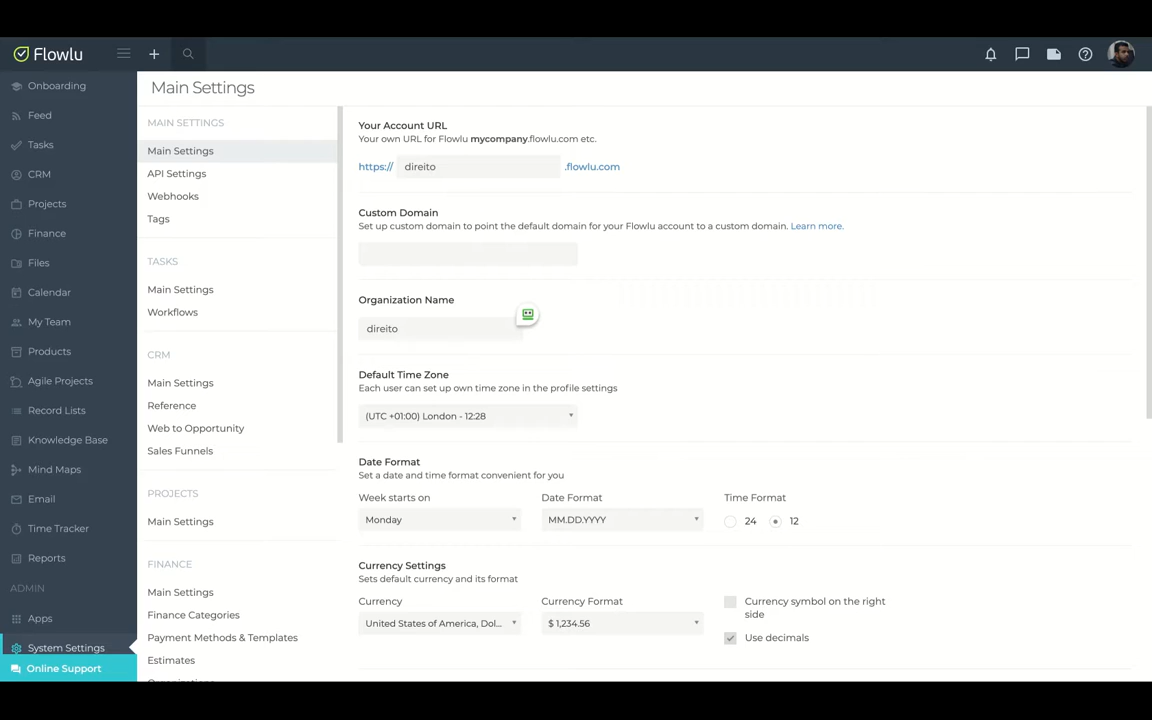 Flowlu
Onboarding
Feed
Tasks
CRM
Projects
Finance
Files
Calendar
My Team
Products
Agile Projects
Record Lists
Knowledge Base
Mind Maps
Email
Time Tracker
Reports
ADMIN
Apps
System Settings
Online Support
Main Settings
MAIN SETTINGS
Main Settings
API Settings
Webhooks
Tags
TASKS
Main Settings
Workflows
CRM
Main Settings
Reference
Web to Opportunity
Sales Funnels
PROJECTS
Main Settings
FINANCE
Main Settings
Finance Categories
Payment Methods & Templates
Estimates
Your Account URL
Your own URL for Flowlu mycompany.flowlu.com etc.
https:// direito .flowlu.com
Custom Domain
Set up custom domain to point the default domain for your Flowlu account to a custom domain. Learn more.
Organization Name
direito
Default Time Zone
Each user can set up own time zone in the profile settings
(UTC +01:00) London - 12:28
Date Format
Set a date and time format convenient for you
Week starts on Date Format Time Format
Monday MM.DD.YYYY 24 12
Currency Settings
Sets default currency and its format
Currency Currency Format Currency symbol on the right
side
United States of America, Dol... $ 1,234.56
Use decimals